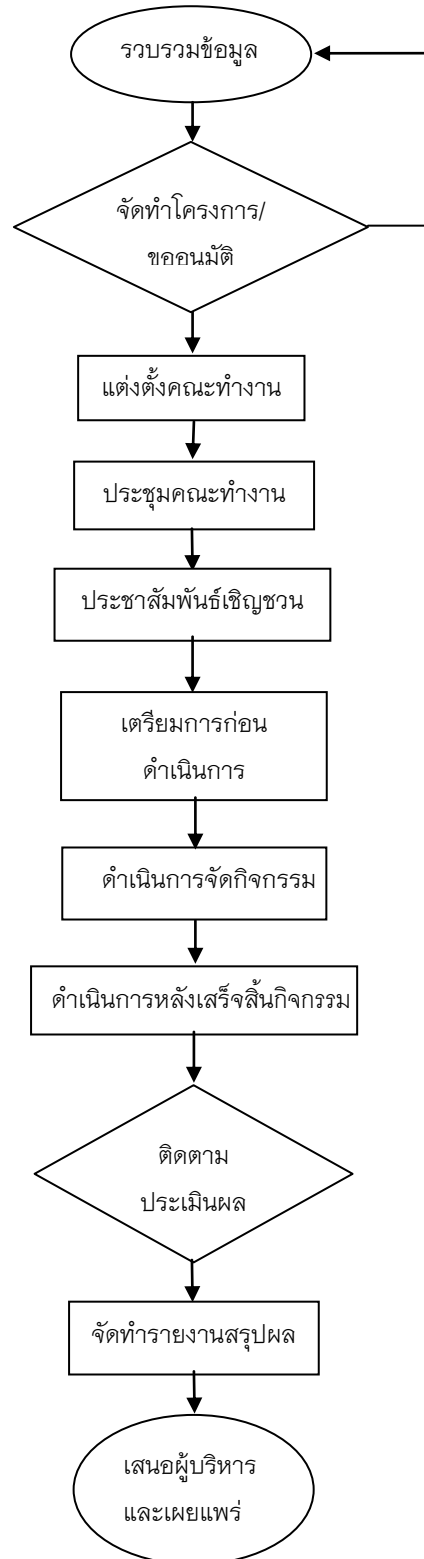 รวบรวมข้อมูล
จัดทำโครงการ/
ขออนมัติ
แต่งตั้งคณะทำงาน
ประชุมคณะทำงาน
ประชาสัมพันธ์เชิญชวน
เตรียมการก่อน
ดำเนินการ
ดำเนินการจัดกิจกรรม
ดำเนินการหลังเสร็จสิ้นกิจกรรม
ติดตาม
ประเมินผล
จัดทำรายงานสรุปผล
เสนอผู้บริหาร
และเผยแพร่